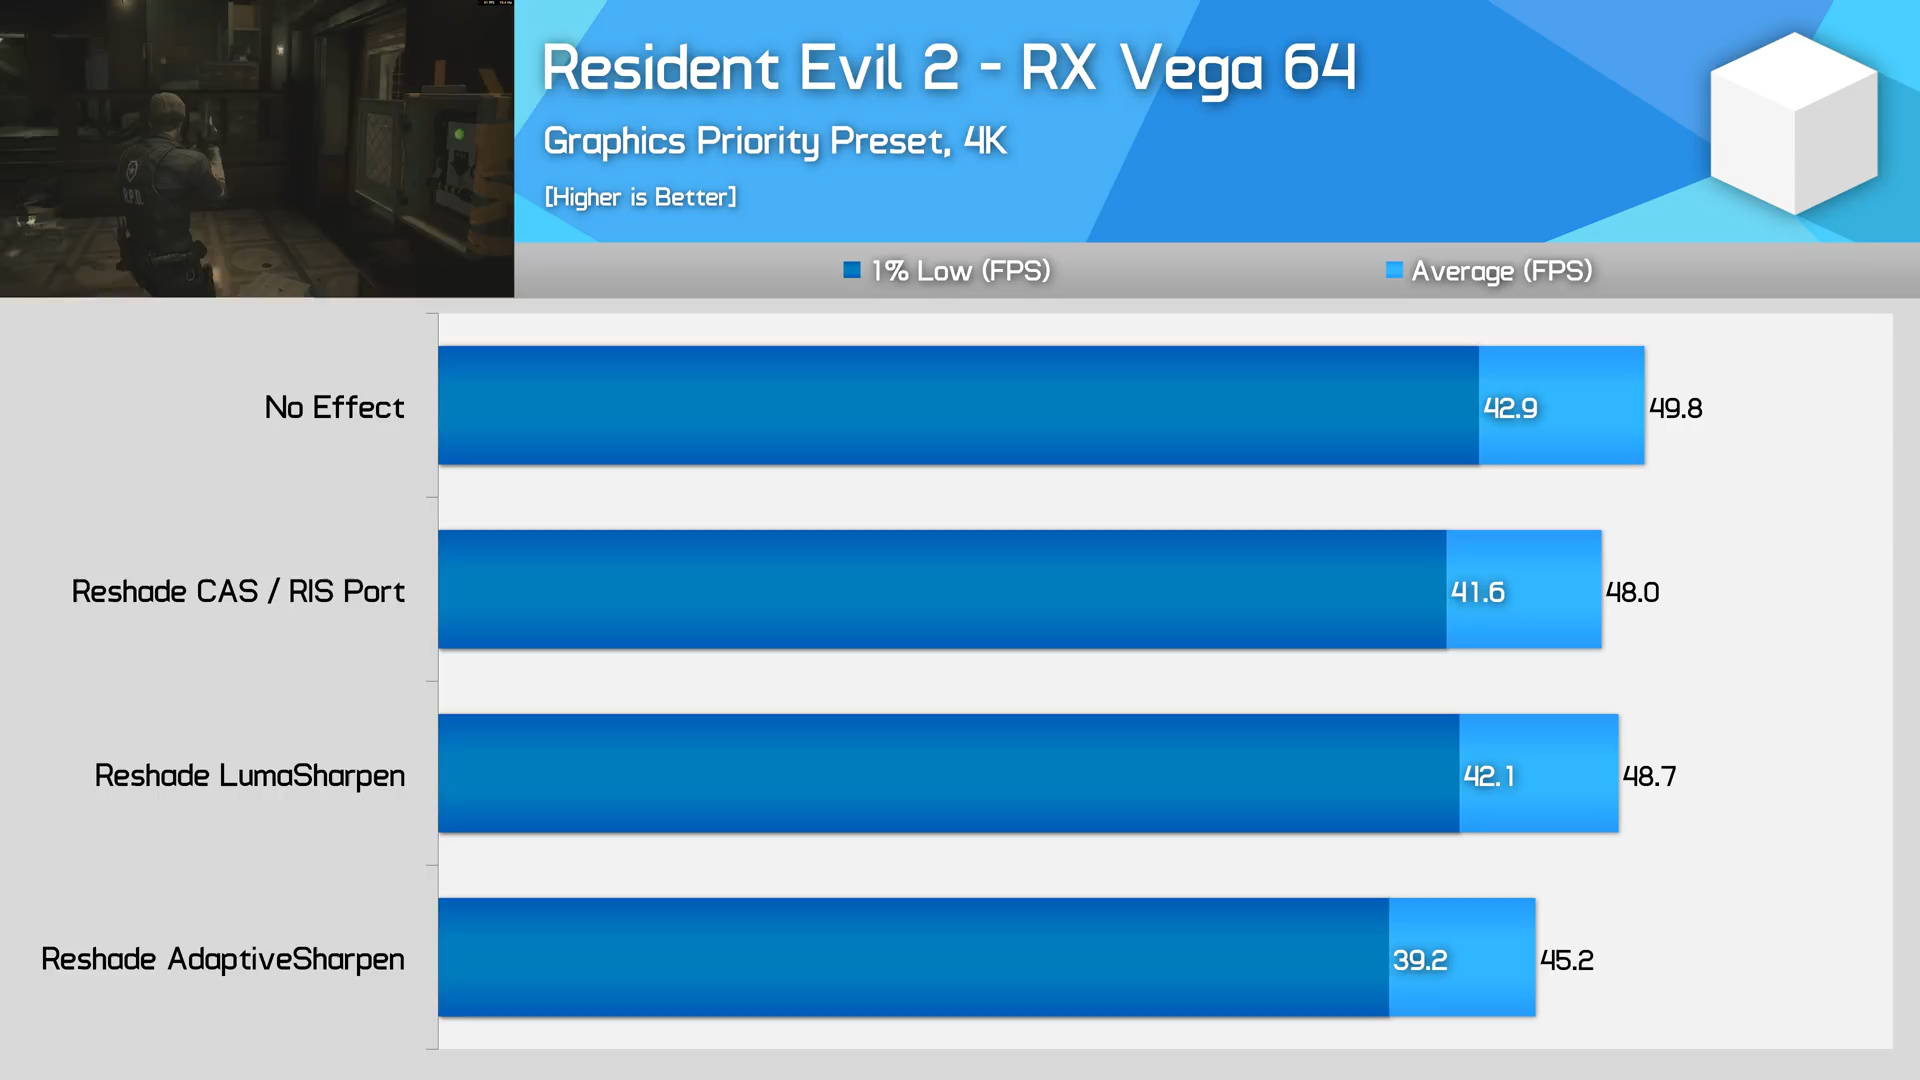 Resident Evil 2 - RX Vega 64
Graphics Priority Preset, 4K
[Higher is Better]
1% Low (FPS)
Average (FPS)
No Effect
42.9
49.8
Reshade CAS / RIS Port
41.6
48.0
Reshade LumaSharpen
42.1
48.7
Reshade AdaptiveSharpen
39.2
45.2
R.P.D.